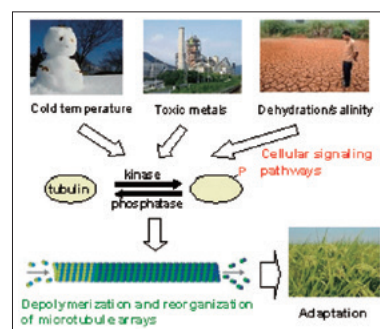 Cold temperature
Toxic metals
Dehydration/salinity
Cellular signaling
pathways
P
kinase
tubulin
phosphatase
Depolymerization and reorganization
of microtubule arrays
Adaptation